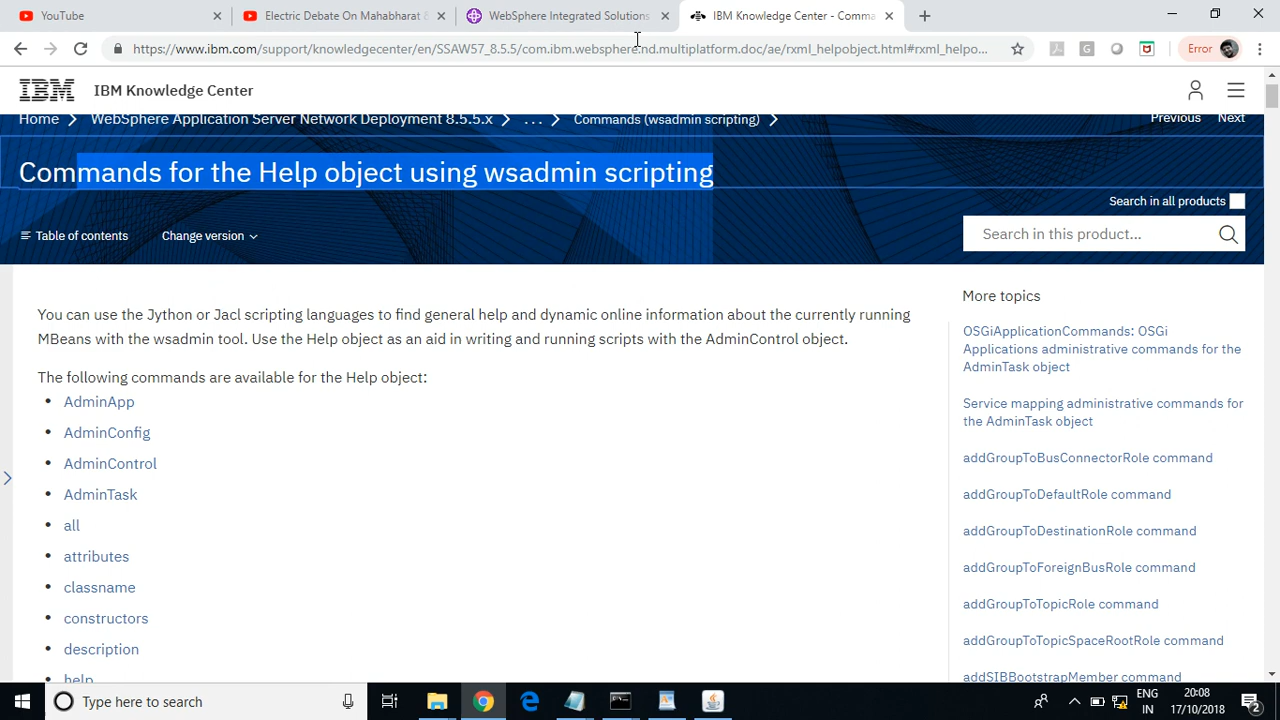 YouTube
Electric Debate On Mahabharat &
WebSphere Integrated Solutions
IBM Knowledge Center - Comma
https://www.ibm.com/support/knowledgecenter/en/SSAW57_8.5.5/com.ibm.websphere.nd.multiplatform.doc/ae/rxml_helpobject.html#rxml_helpo...
Error
IBM
IBM Knowledge Center
Home
WebSphere Application Server Network Deployment 8.5.5.x
...
Commands (wsadmin scripting)
Previous
Next
Commands for the Help object using wsadmin scripting
Search in all products
Table of contents
Change version
Search in this product...
You can use the Jython or Jacl scripting languages to find general help and dynamic online information about the currently running
MBeans with the wsadmin tool. Use the Help object as an aid in writing and running scripts with the AdminControl object.
The following commands are available for the Help object:
• AdminApp
• AdminConfig
• AdminControl
• AdminTask
• all
• attributes
• classname
• constructors
• description
help
More topics
OSGiApplicationCommands: OSGi
Applications administrative commands for the
AdminTask object
Service mapping administrative commands for
the AdminTask object
addGroupToBusConnectorRole command
addGroupToDefaultRole command
addGroupToDestinationRole command
addGroupToForeignBusRole command
addGroupToTopicRole command
addGroupToTopicSpaceRootRole command
addSIBBootstrapMember command
Type here to search
ENG
IN
20:08
17/10/2018
2